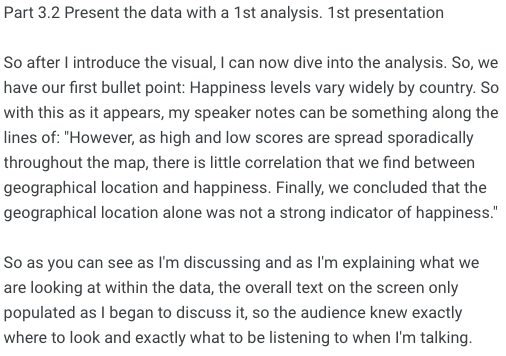 Part 3.2 Present the data with a 1st analysis. 1st presentation
So after I introduce the visual, I can now dive into the analysis. So, we
have our first bullet point: Happiness levels vary widely by country. So
with this as it appears, my speaker notes can be something along the
lines of: "However, as high and low scores are spread sporadically
throughout the map, there is little correlation that we find between
geographical location and happiness. Finally, we concluded that the
geographical location alone was not a strong indicator of happiness."
So as you can see as I'm discussing and as I'm explaining what we
are looking at within the data, the overall text on the screen only
populated as I began to discuss it, so the audience knew exactly
where to look and exactly what to be listening to when I'm talking.